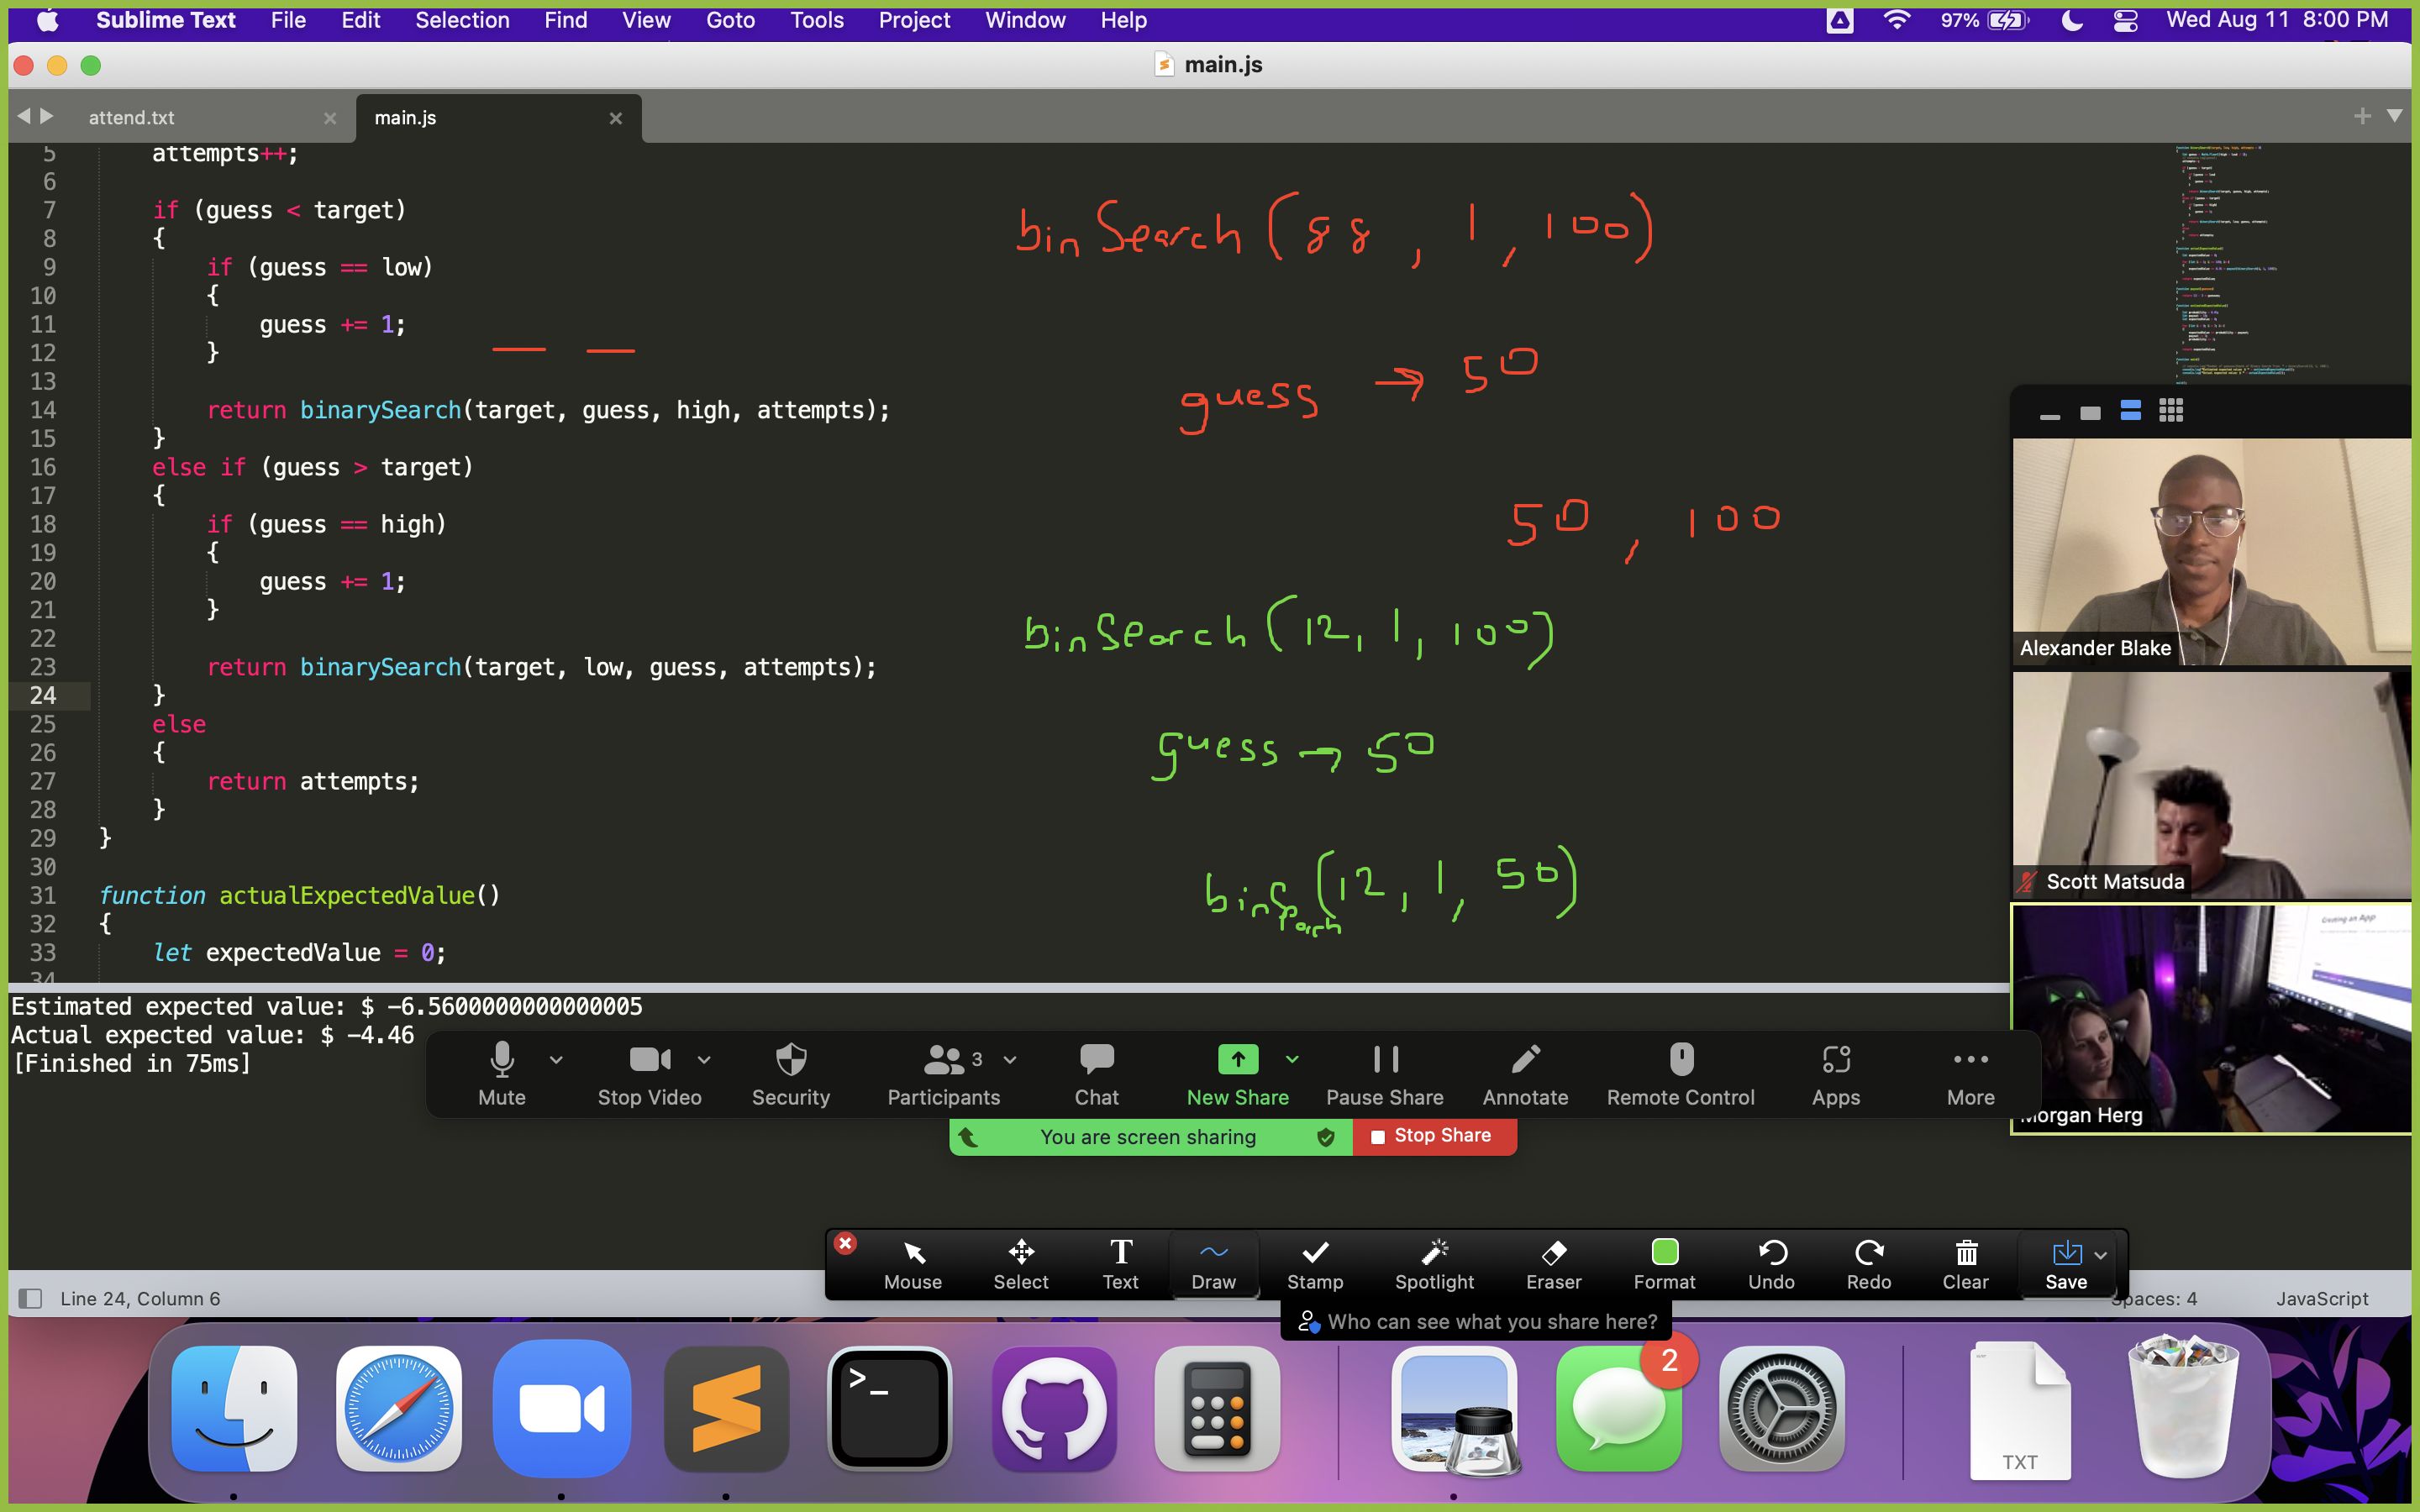 Sublime Text File Edit Selection Find View Goto Tools Project Window Help 97% Wed Aug 11 8:00 PM
main.js
attend.txt main.js
5 attempts++;
6
7 if (guess < target)
8 {
9 if (guess == low)
10 {
11 guess += 1;
12 }
13
14 return binarySearch(target, guess, high, attempts);
15 }
16 else if (guess > target)
17 {
18 if (guess == high)
19 {
20 guess += 1;
21 }
22
23 return binarySearch(target, low, guess, attempts);
24 }
25 else
26 {
27 return attempts;
28 }
29 }
30
31 function actualExpectedValue()
32 {
33 let expectedValue = 0;
34
binSearch(88, 1, 100)
guess → 50
50, 100
binSearch(12, 1, 100)
guess → 50
binSearch(12, 1, 50)
Alexander Blake
Scott Matsuda
Creating an App
Morgan Herg
Estimated expected value: $ -6.5600000000000005
Actual expected value: $ -4.46
[Finished in 75ms]
3
Mute Stop Video Security Participants Chat New Share Pause Share Annotate Remote Control Apps More
You are screen sharing Stop Share
Mouse Select Text Draw Stamp Spotlight Eraser Format Undo Redo Clear Save
Line 24, Column 6 Spaces: 4 JavaScript
Who can see what you share here?
2
TXT